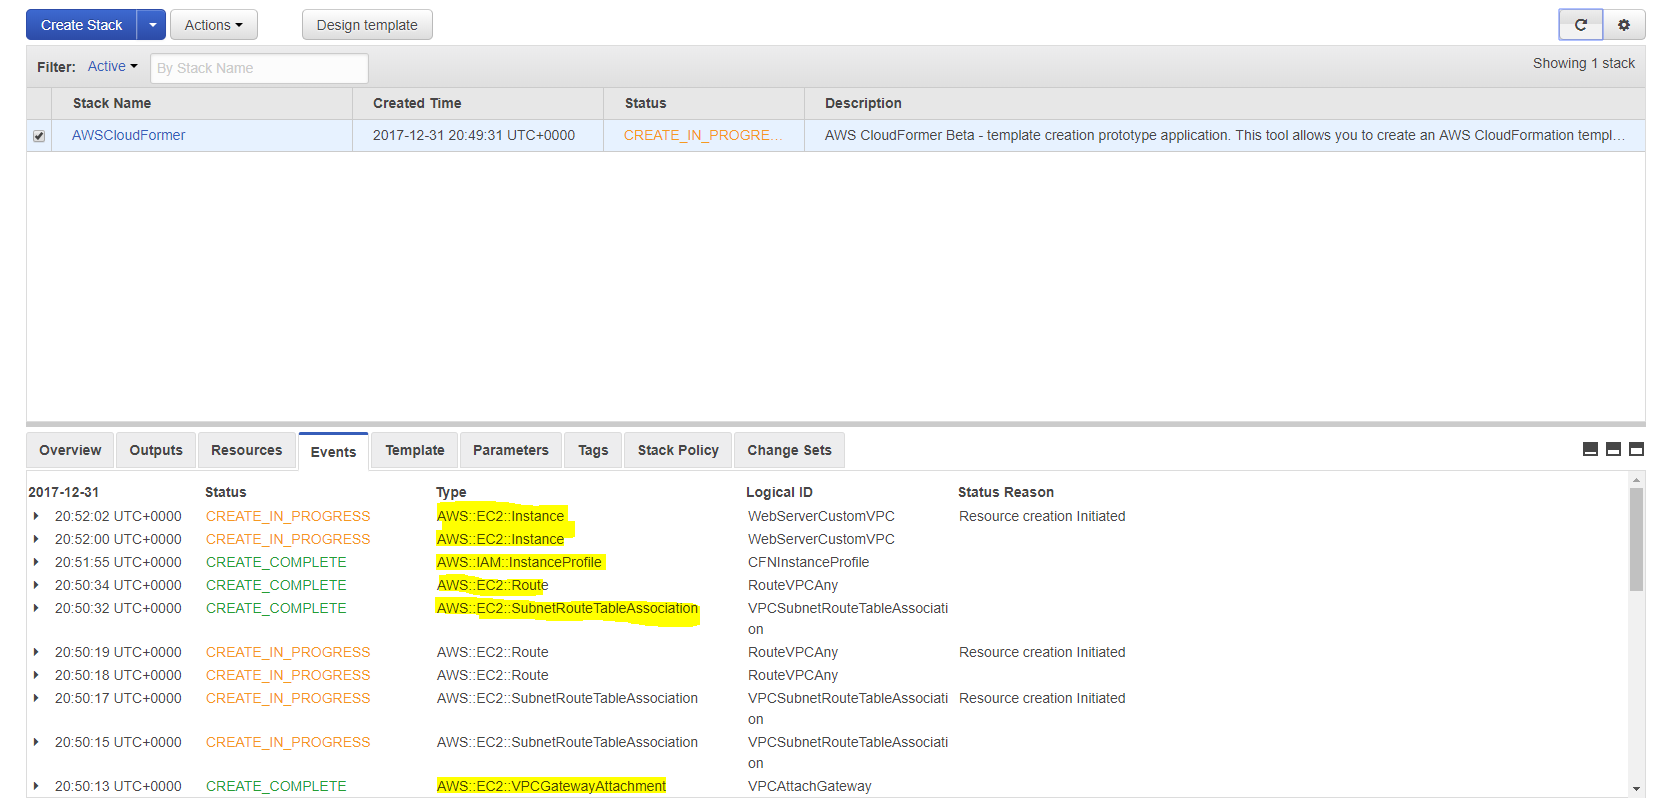 Create Stack Actions Design template
Filter: Active By Stack Name Showing 1 stack
Stack Name Created Time Status Description
AWSCloudFormer 2017-12-31 20:49:31 UTC+0000 CREATE_IN_PROGRE... AWS CloudFormer Beta - template creation prototype application. This tool allows you to create an AWS CloudFormation templ...
Overview Outputs Resources Events Template Parameters Tags Stack Policy Change Sets
2017-12-31 Status Type Logical ID Status Reason
20:52:02 UTC+0000 CREATE_IN_PROGRESS AWS::EC2::Instance WebServerCustomVPC Resource creation Initiated
20:52:00 UTC+0000 CREATE_IN_PROGRESS AWS::EC2::Instance WebServerCustomVPC
20:51:55 UTC+0000 CREATE_COMPLETE AWS::IAM::InstanceProfile CFNInstanceProfile
20:50:34 UTC+0000 CREATE_COMPLETE AWS::EC2::Route RouteVPCAny
20:50:32 UTC+0000 CREATE_COMPLETE AWS::EC2::SubnetRouteTableAssociation VPCSubnetRouteTableAssociati
on
20:50:19 UTC+0000 CREATE_IN_PROGRESS AWS::EC2::Route RouteVPCAny Resource creation Initiated
20:50:18 UTC+0000 CREATE_IN_PROGRESS AWS::EC2::Route RouteVPCAny
20:50:17 UTC+0000 CREATE_IN_PROGRESS AWS::EC2::SubnetRouteTableAssociation VPCSubnetRouteTableAssociati Resource creation Initiated
on
20:50:15 UTC+0000 CREATE_IN_PROGRESS AWS::EC2::SubnetRouteTableAssociation VPCSubnetRouteTableAssociati
on
20:50:13 UTC+0000 CREATE_COMPLETE AWS::EC2::VPCGatewayAttachment VPCAttachGateway